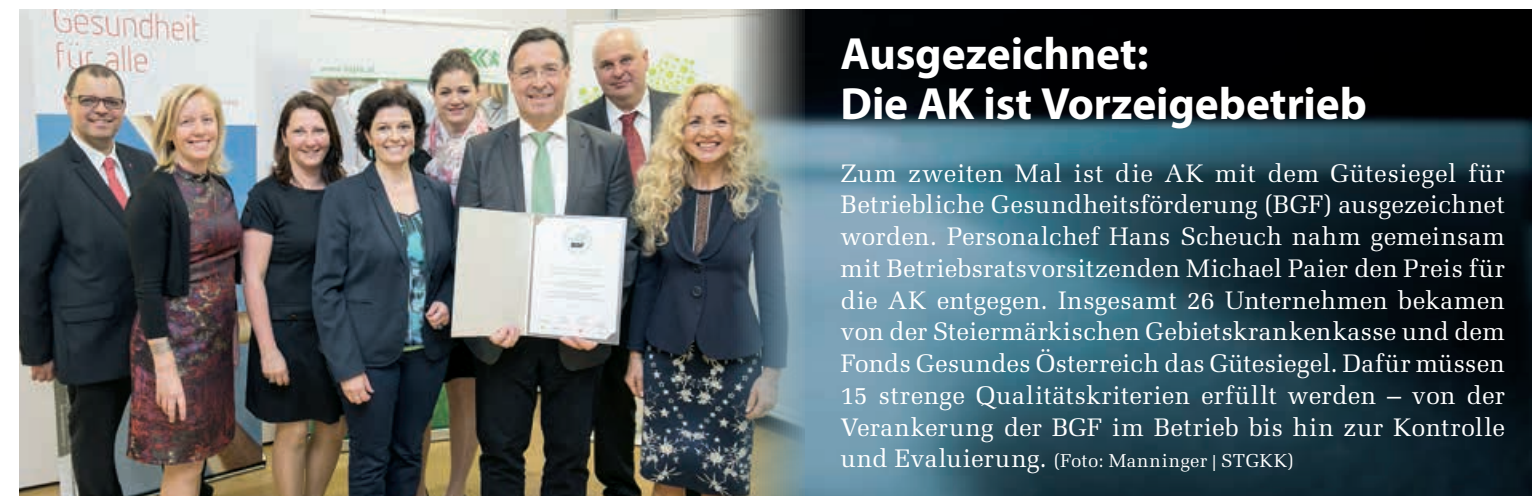 Gesundheit
für alle
BGF
Ausgezeichnet:
Die AK ist Vorzeigebetrieb
Zum zweiten Mal ist die AK mit dem Gütesiegel für
Betriebliche Gesundheitsförderung (BGF) ausgezeichnet
worden. Personalchef Hans Scheuch nahm gemeinsam
mit Betriebsratsvorsitzenden Michael Paier den Preis für
die AK entgegen. Insgesamt 26 Unternehmen bekamen
von der Steiermärkischen Gebietskrankenkasse und dem
Fonds Gesundes Österreich das Gütesiegel. Dafür müssen
15 strenge Qualitätskriterien erfüllt werden – von der
Verankerung der BGF im Betrieb bis hin zur Kontrolle
und Evaluierung. (Foto: Manninger | STGKK)